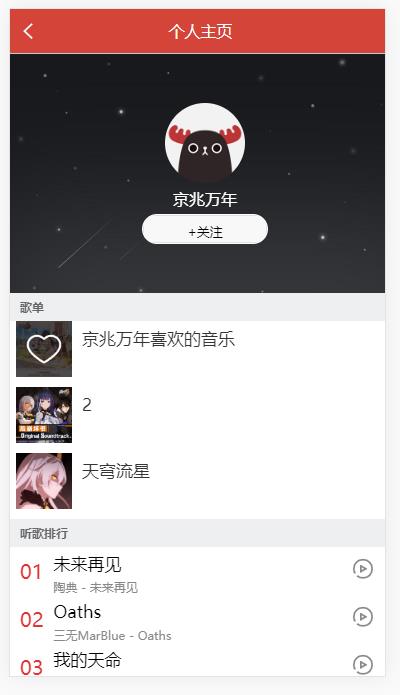 个人主页
京兆万年
+关注
歌单
京兆万年喜欢的音乐
2
Original Soundtrack
天穹流星
听歌排行
01
未来再见
陶典 - 未来再见
02
Oaths
三无MarBlue - Oaths
03
我的天命